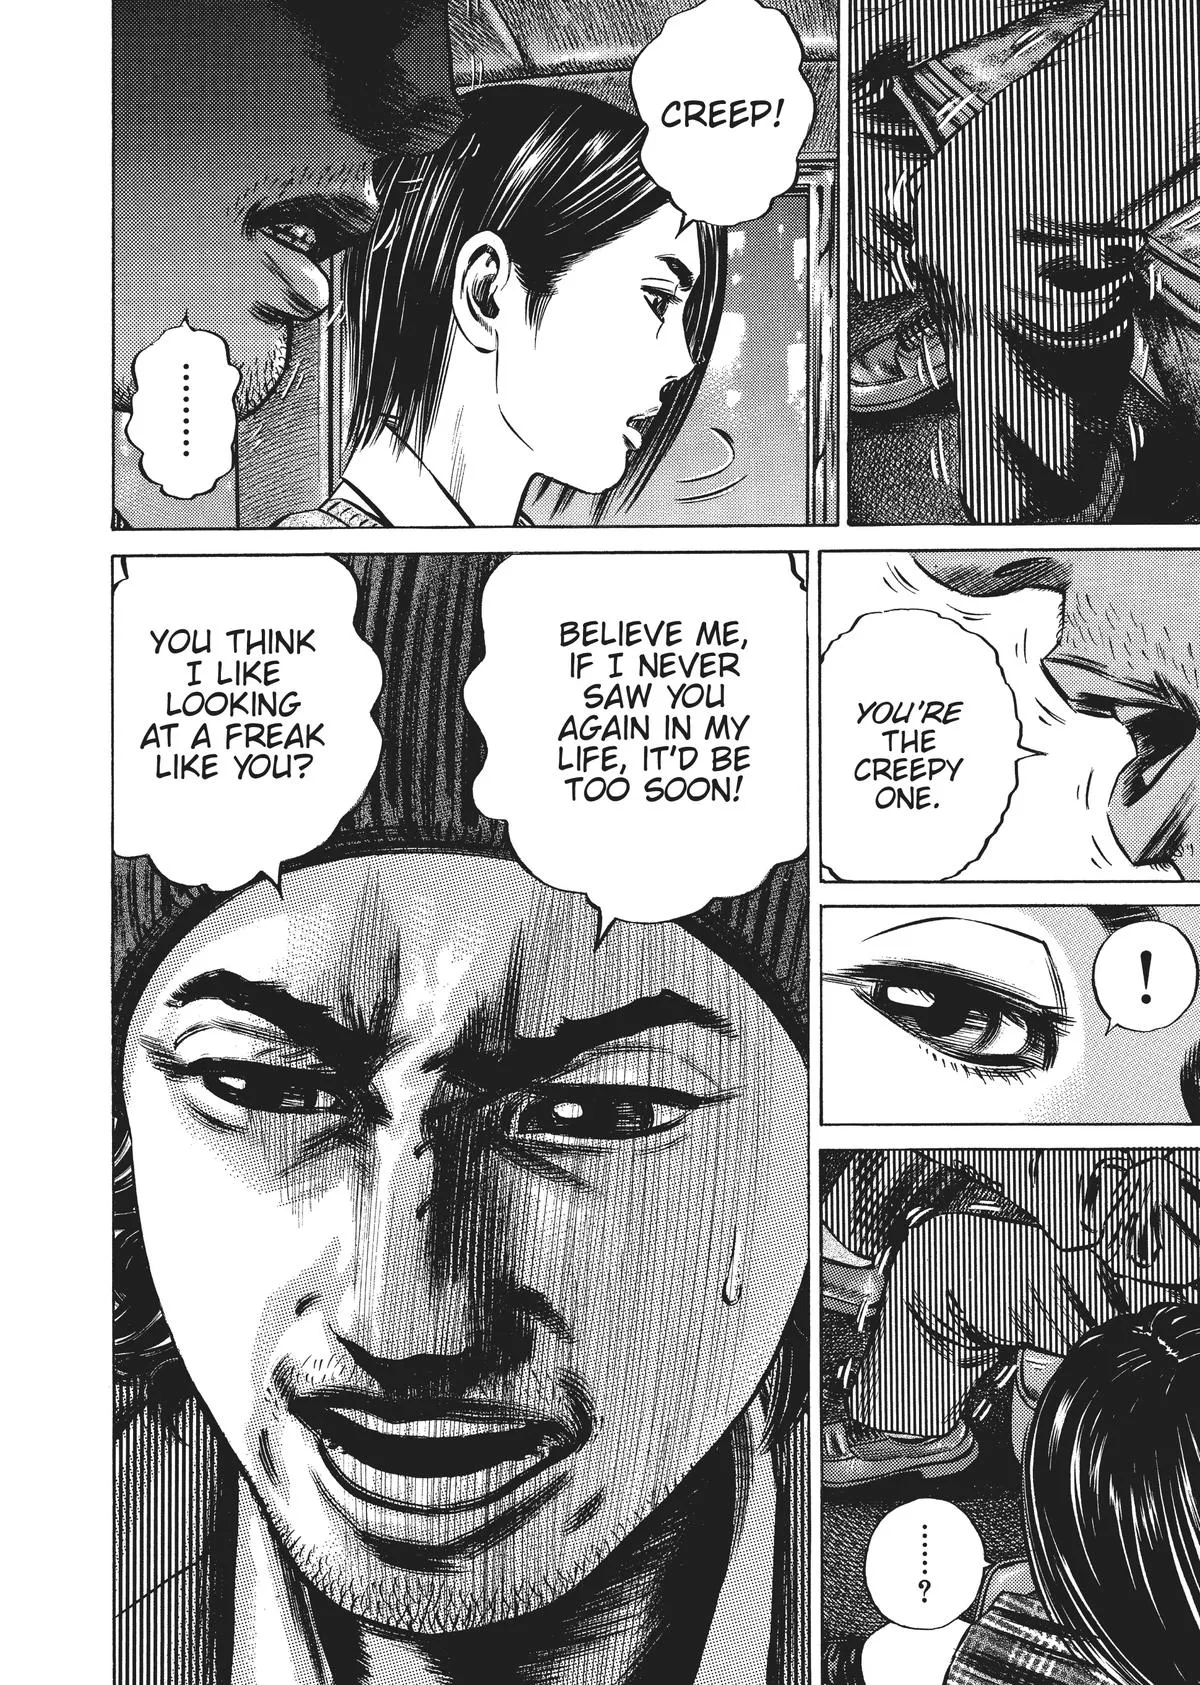 CREEP!
.........
YOU'RE
THE
CREEPY
ONE.
!
.......?
BELIEVE ME,
IF I NEVER
SAW YOU
AGAIN IN MY
LIFE, IT'D BE
TOO SOON!
YOU THINK
I LIKE
LOOKING
AT A FREAK
LIKE YOU?